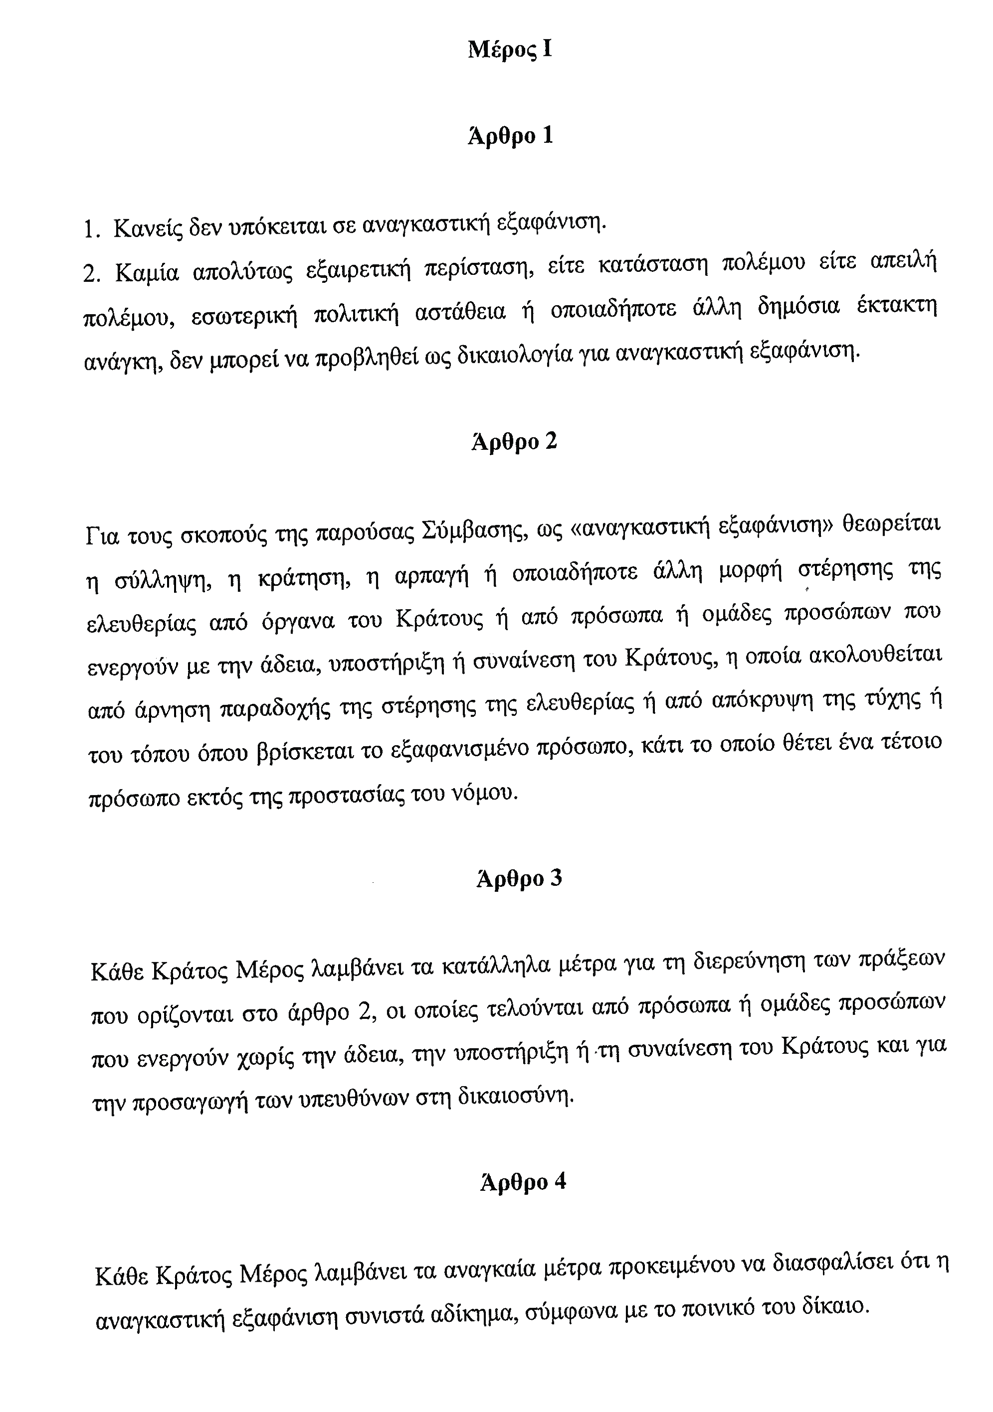 Μέρος Ι
Άρθρο 1
1. Κανείς δεν υπόκειται σε αναγκαστική εξαφάνιση.
2. Καμία απολύτως εξαιρετική περίσταση, είτε κατάσταση πολέμου είτε απειλή
πολέμου, εσωτερική πολιτική αστάθεια ή οποιαδήποτε άλλη δημόσια έκτακτη
ανάγκη, δεν μπορεί να προβληθεί ως δικαιολογία για αναγκαστική εξαφάνιση.
Άρθρο 2
Για τους σκοπούς της παρούσας Σύμβασης, ως «αναγκαστική εξαφάνιση» θεωρείται
η σύλληψη, η κράτηση, η αρπαγή ή οποιαδήποτε άλλη μορφή στέρησης της
ελευθερίας από όργανα του Κράτους ή από πρόσωπα ή ομάδες προσώπων που
ενεργούν με την άδεια, υποστήριξη ή συναίνεση του Κράτους, η οποία ακολουθείται
από άρνηση παραδοχής της στέρησης της ελευθερίας ή από απόκρυψη της τύχης ή
του τόπου όπου βρίσκεται το εξαφανισμένο πρόσωπο, κάτι το οποίο θέτει ένα τέτοιο
πρόσωπο εκτός της προστασίας του νόμου.
Άρθρο 3
Κάθε Κράτος Μέρος λαμβάνει τα κατάλληλα μέτρα για τη διερεύνηση των πράξεων
που ορίζονται στο άρθρο 2, οι οποίες τελούνται από πρόσωπα ή ομάδες προσώπων
που ενεργούν χωρίς την άδεια, την υποστήριξη ή τη συναίνεση του Κράτους και για
την προσαγωγή των υπευθύνων στη δικαιοσύνη.
Άρθρο 4
Κάθε Κράτος Μέρος λαμβάνει τα αναγκαία μέτρα προκειμένου να διασφαλίσει ότι η
αναγκαστική εξαφάνιση συνιστά αδίκημα, σύμφωνα με το ποινικό του δίκαιο.